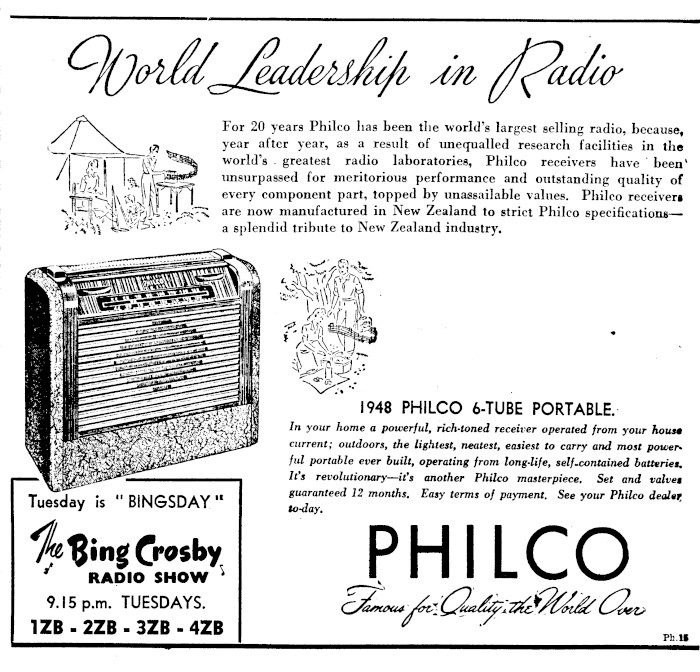 World Leadership in Radio
For 20 years Philco has been the world's largest selling radio, because,
year after year, as a result of unequalled research facilities in the
world's greatest radio laboratories, Philco receivers have been
unsurpassed for meritorious performance and outstanding quality of
every component part, topped by unassailable values. Philco receivers
are now manufactured in New Zealand to strict Philco specifications—
a splendid tribute to New Zealand industry.
1948 PHILCO 6-TUBE PORTABLE.
In your home a powerful, rich-toned receiver operated from your house
current; outdoors, the lightest, neatest, easiest to carry and most power-
ful portable ever built, operating from long-life, self-contained batteries.
It's revolutionary—it's another Philco masterpiece. Set and valves
guaranteed 12 months. Easy terms of payment. See your Philco dealer
to-day.
Tuesday is "BINGSDAY"
The Bing Crosby
RADIO SHOW
9.15 p.m. TUESDAYS.
1ZB - 2ZB - 3ZB - 4ZB
PHILCO
Famous for Quality the World Over
Ph.15